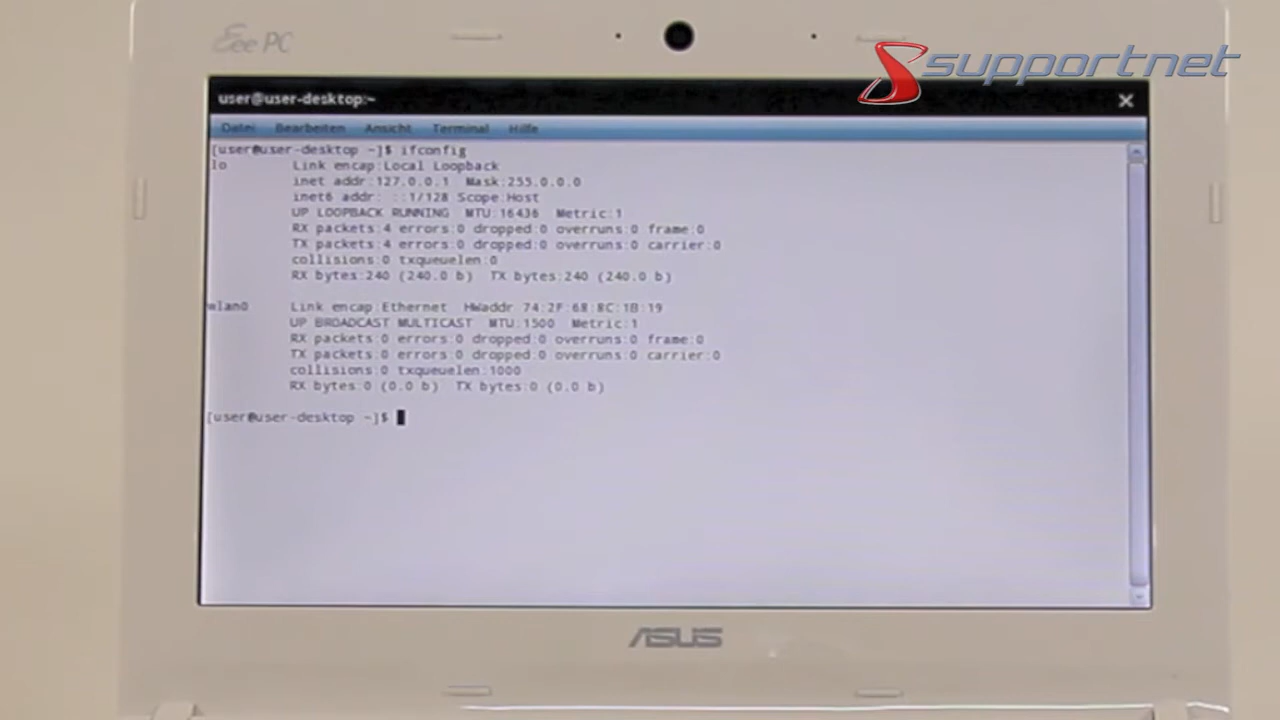 Eee PC
supportnet
user@user-desktop:~
Datei Bearbeiten Ansicht Terminal Hilfe
[user@user-desktop ~]$ ifconfig
lo Link encap:Local Loopback
inet addr:127.0.0.1 Mask:255.0.0.0
inet6 addr: ::1/128 Scope:Host
UP LOOPBACK RUNNING MTU:16436 Metric:1
RX packets:4 errors:0 dropped:0 overruns:0 frame:0
TX packets:4 errors:0 dropped:0 overruns:0 carrier:0
collisions:0 txqueuelen:0
RX bytes:240 (240.0 b) TX bytes:240 (240.0 b)
wlan0 Link encap:Ethernet HWaddr 74:2F:68:8C:1B:19
UP BROADCAST MULTICAST MTU:1500 Metric:1
RX packets:0 errors:0 dropped:0 overruns:0 frame:0
TX packets:0 errors:0 dropped:0 overruns:0 carrier:0
collisions:0 txqueuelen:1000
RX bytes:0 (0.0 b) TX bytes:0 (0.0 b)
[user@user-desktop ~]$
ASUS